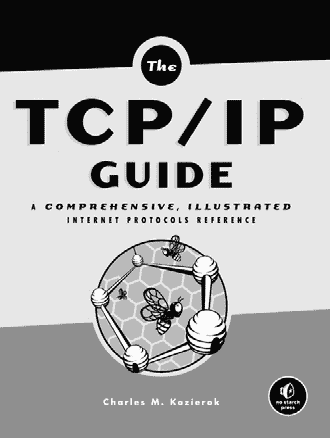 The
TCP/IP
GUIDE
A COMPREHENSIVE, ILLUSTRATED
INTERNET PROTOCOLS REFERENCE
Charles M. Kozierok
no starch
press